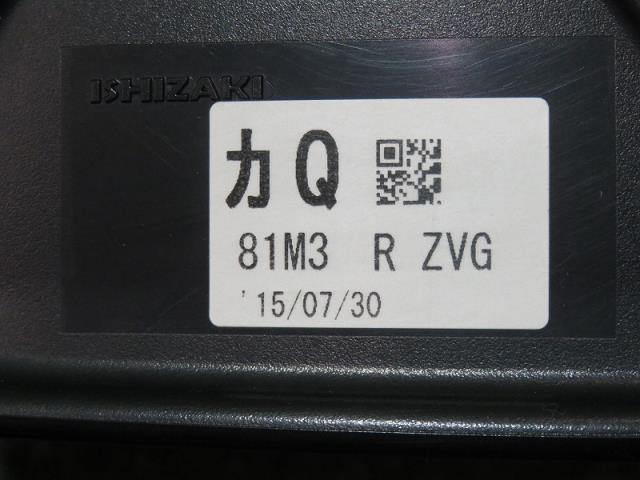 ISHIZAKI
カQ
81M3 R ZVG
'15/07/30